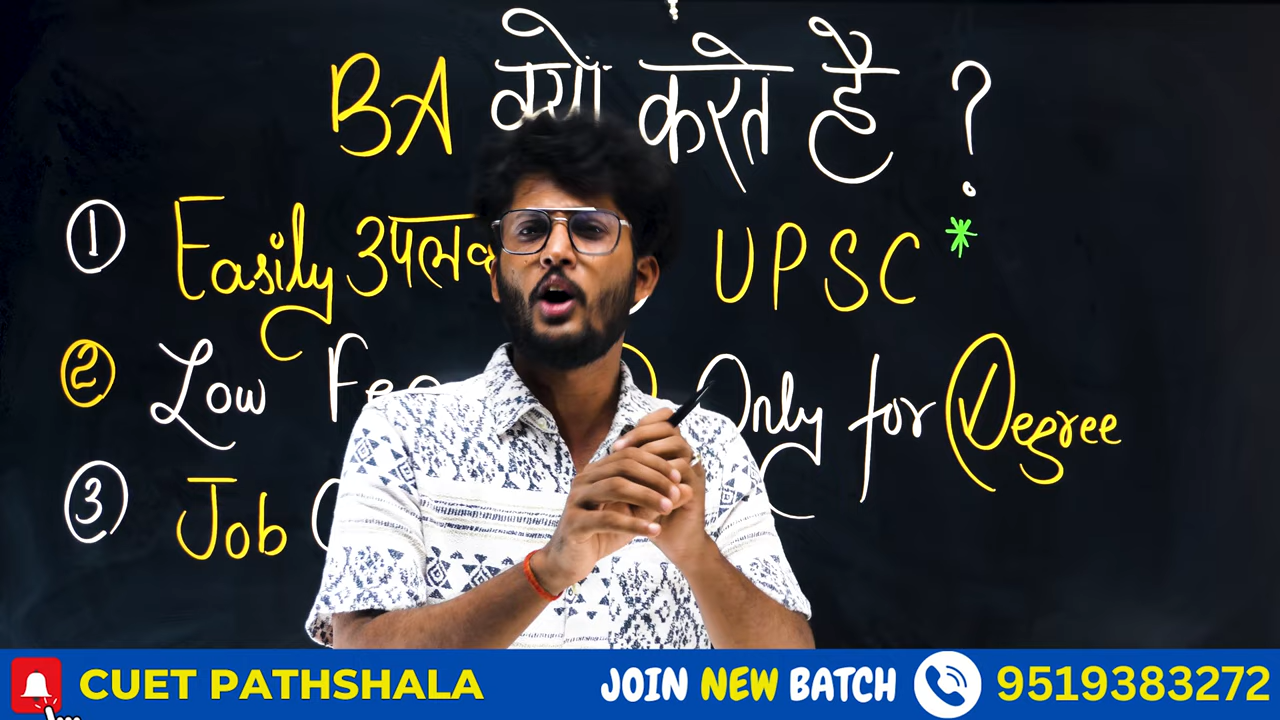 BA क्यों करते है ?
① Easily UPSC *
② Low Only for Degree
③ Job
CUET PATHSHALA JOIN NEW BATCH 9519383272